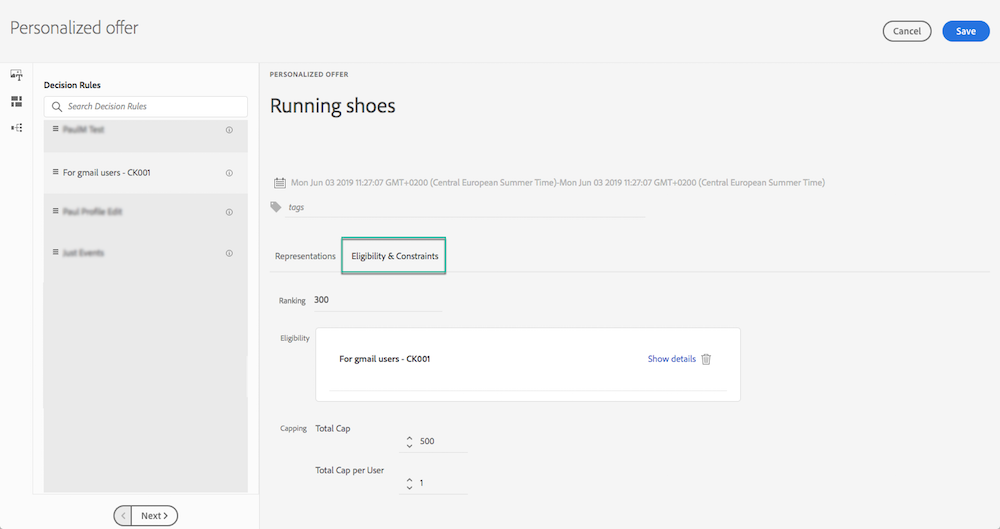 Personalized offer
Cancel
Save
Decision Rules
Search Decision Rules
For gmail users - CK001
Next
PERSONALIZED OFFER
Running shoes
Mon Jun 03 2019 11:27:07 GMT+0200 (Central European Summer Time)-Mon Jun 03 2019 11:27:07 GMT+0200 (Central European Summer Time)
tags
Representations
Eligibility & Constraints
Ranking 300
Eligibility
For gmail users - CK001
Show details
Capping
Total Cap
500
Total Cap per User
1